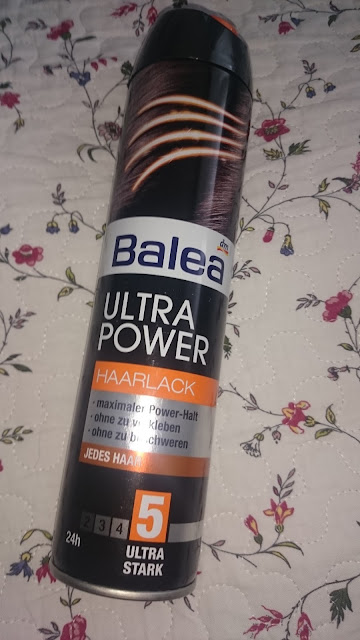 dm
Balea
ULTRA
POWER
HAARLACK
- maximaler Power-Halt
- ohne zu verkleben
- ohne zu beschweren
JEDES HAAR
2 3 4 5
24h
ULTRA
STARK